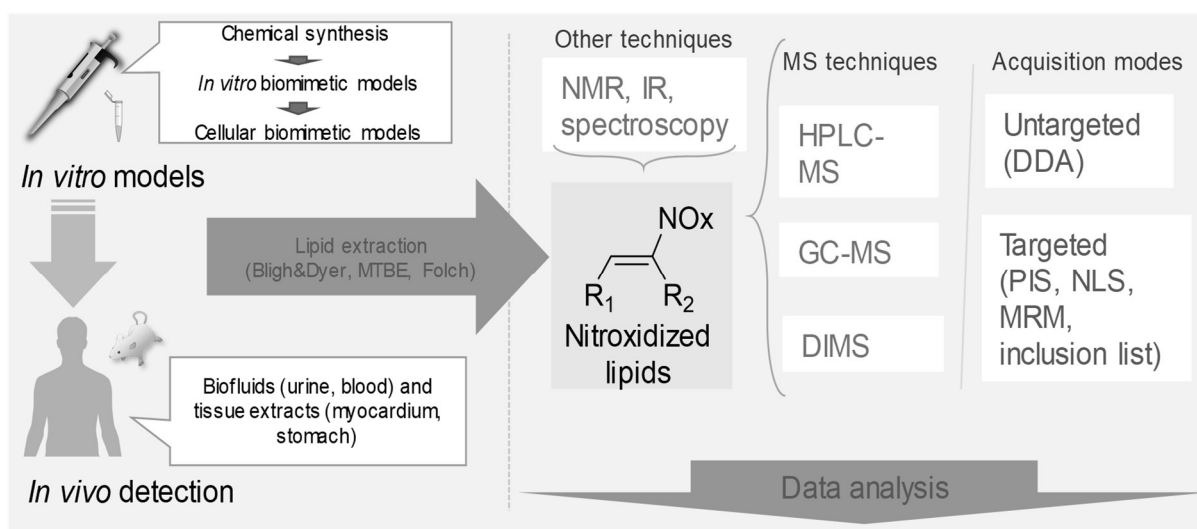 Chemical synthesis
In vitro biomimetic models
Cellular biomimetic models
In vitro models
Lipid extraction
(Bligh&Dyer, MTBE, Folch)
Biofluids (urine, blood) and
tissue extracts (myocardium,
stomach)
In vivo detection
Other techniques
NMR, IR,
spectroscopy
NOx
R1
R2
Nitroxidized
lipids
MS techniques
HPLC-
MS
GC-MS
DIMS
Acquisition modes
Untargeted
(DDA)
Targeted
(PIS, NLS,
MRM,
inclusion list)
Data analysis